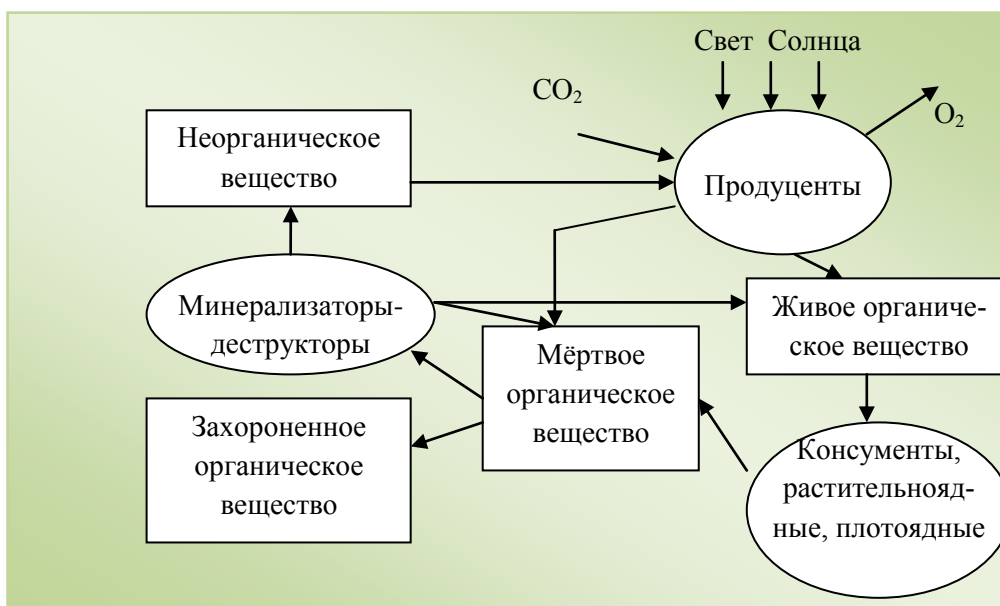 Свет Солнца
CO₂
O₂
Неорганическое
вещество
Продуценты
Минерализаторы-
деструкторы
Живое органиче-
ское вещество
Мёртвое
органическое
вещество
Захороненное
органическое
вещество
Консументы,
растительнояд-
ные, плотоядные